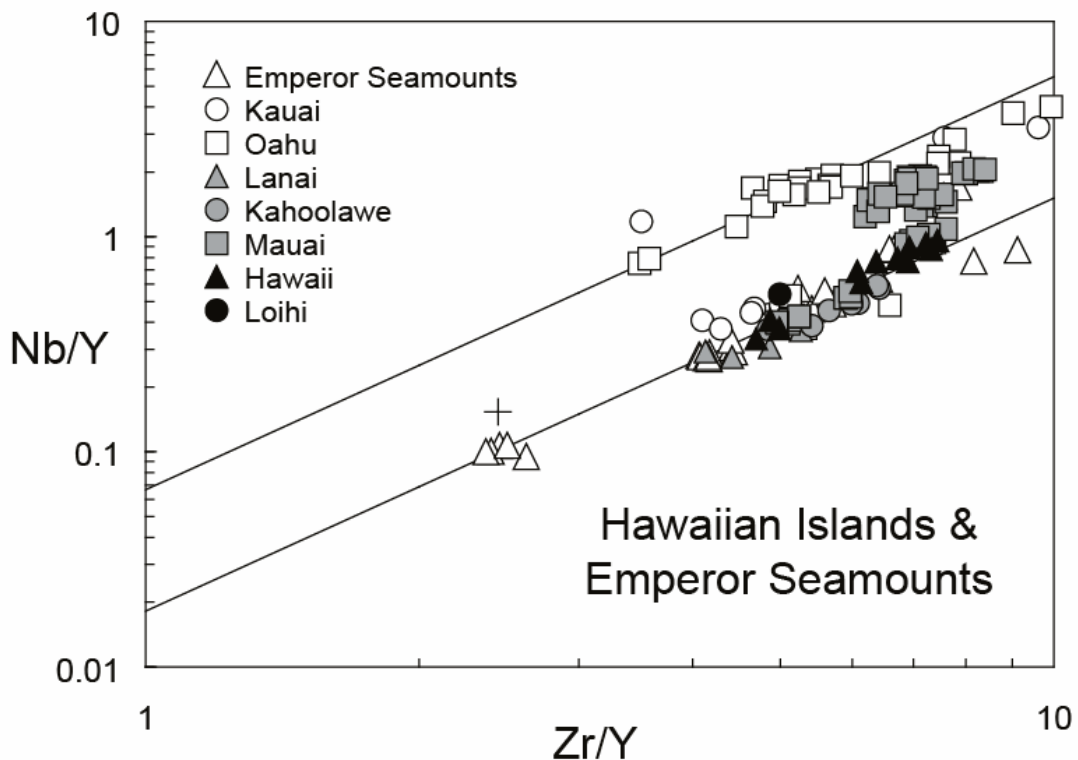 10
Emperor Seamounts
Kauai
Oahu
Lanai
Kahoolawe
Mauai
Hawaii
Loihi
1
Nb/Y
0.1
Hawaiian Islands &
Emperor Seamounts
0.01
1
10
Zr/Y